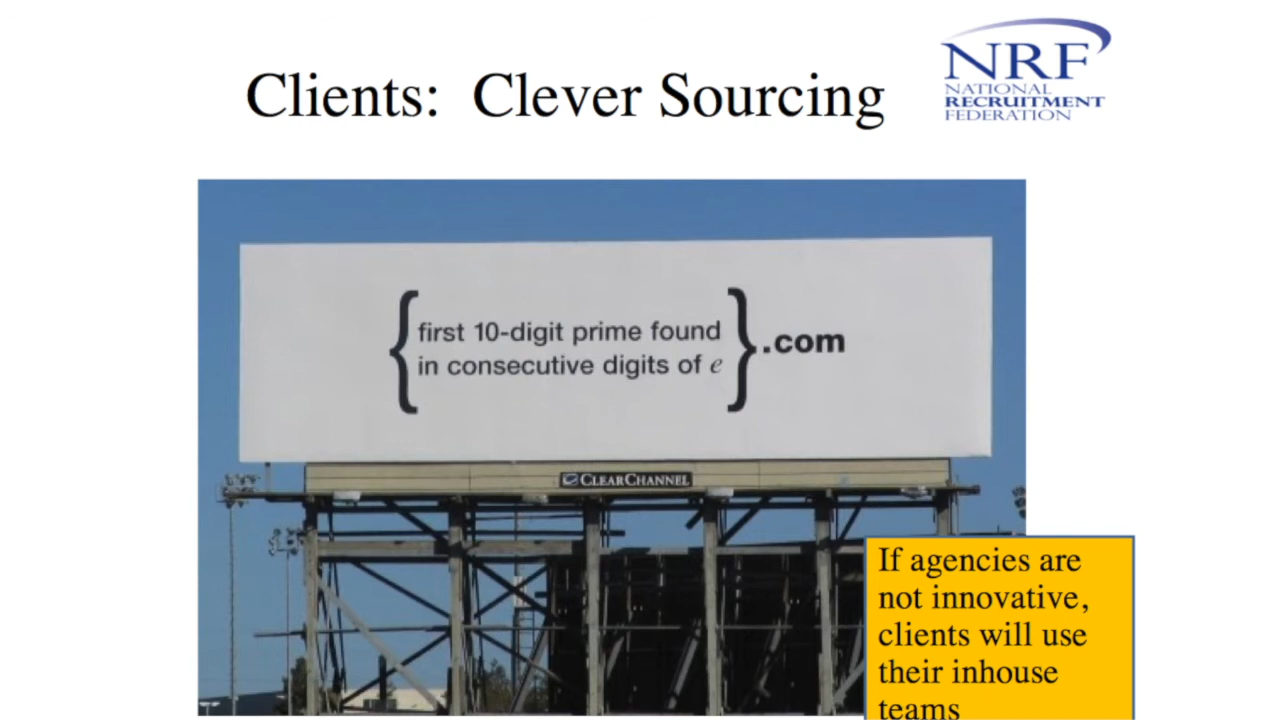 Clients: Clever Sourcing
NRF
NATIONAL
RECRUITMENT
FEDERATION
{first 10-digit prime found
in consecutive digits of e}.com
CLEARCHANNEL
If agencies are
not innovative,
clients will use
their inhouse
teams